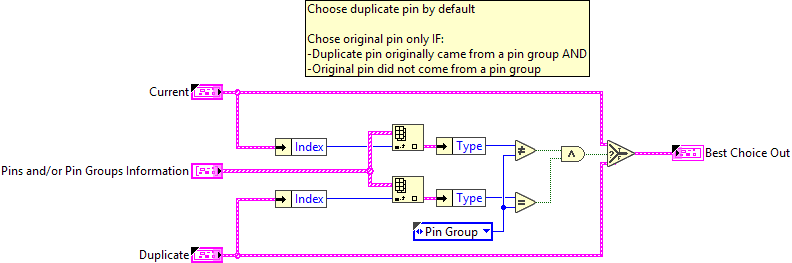 Choose duplicate pin by default
Chose original pin only IF:
-Duplicate pin originally came from a pin group AND
-Original pin did not come from a pin group
Current
Index
Type
Pins and/or Pin Groups Information
Best Choice Out
Index
Type
Pin Group
Duplicate